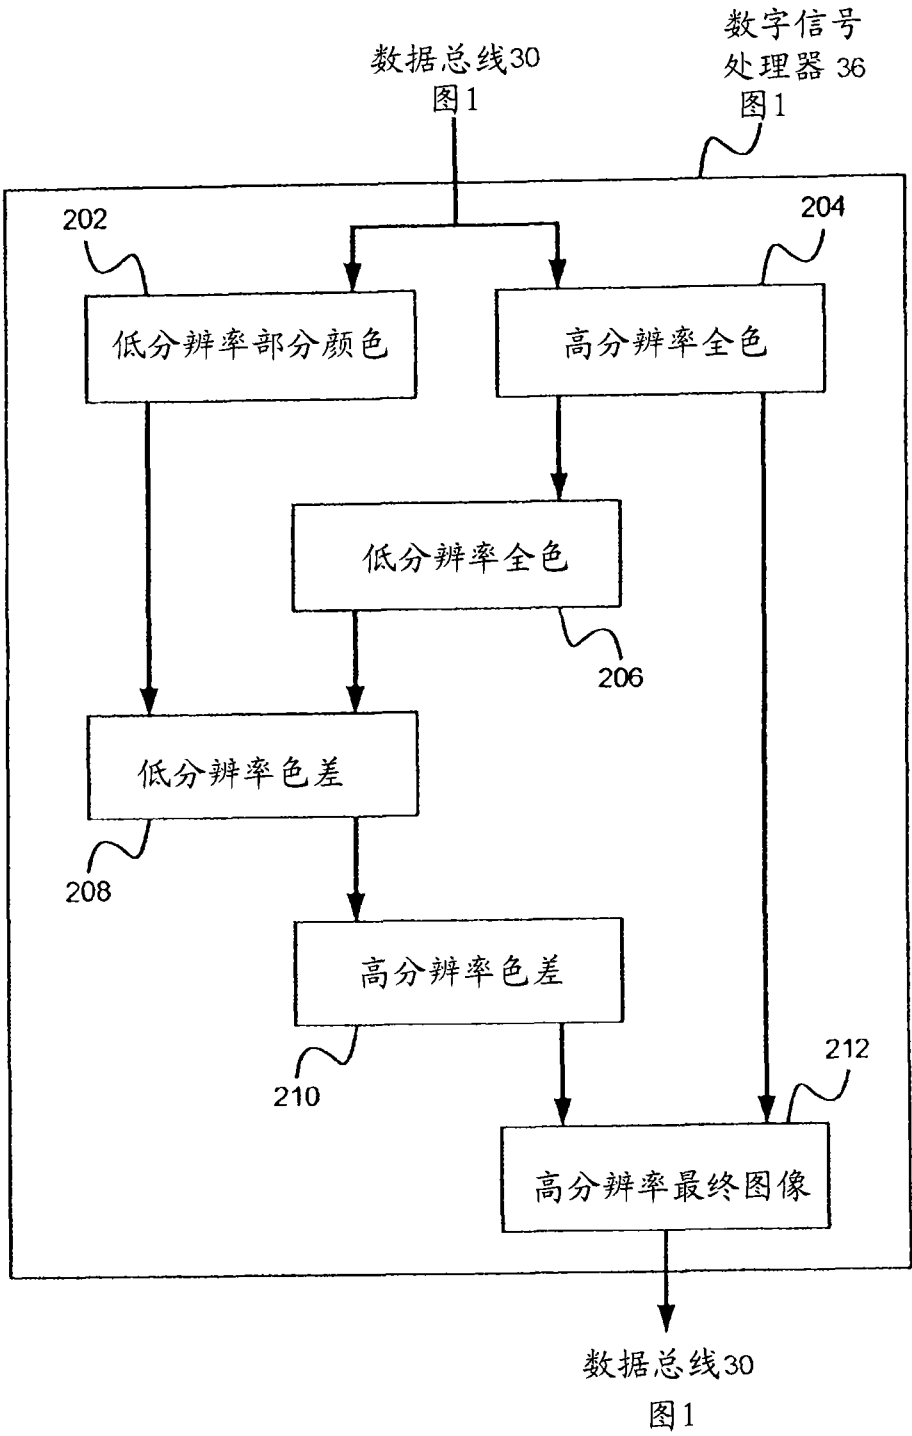 数字信号
处理器 36
图1
数据总线30
图1
202
204
低分辨率部分颜色
高分辨率全色
低分辨率全色
206
低分辨率色差
208
高分辨率色差
210
212
高分辨率最终图像
数据总线30
图1